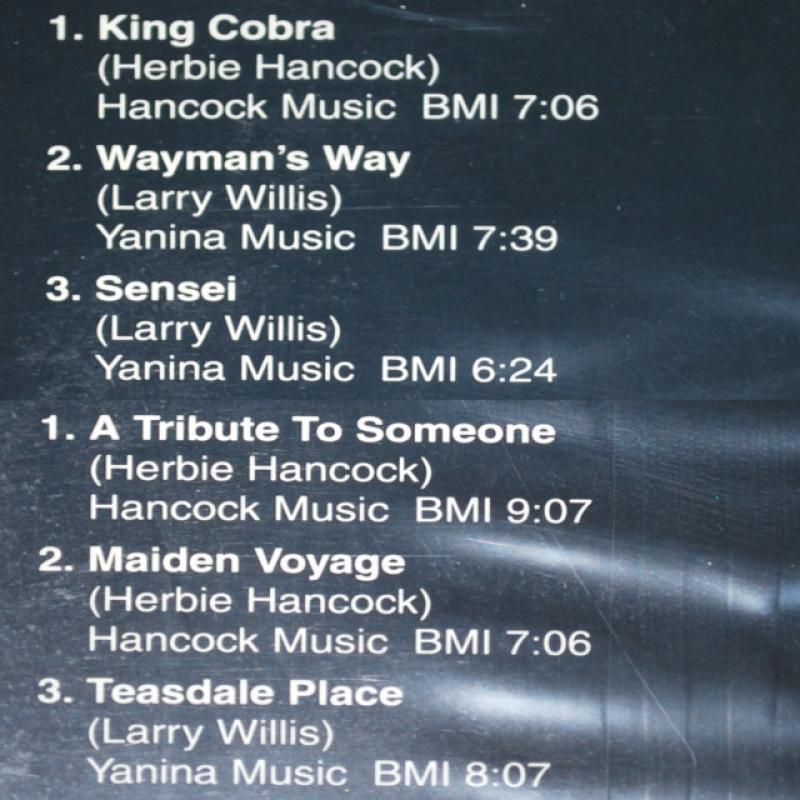 1. King Cobra
(Herbie Hancock)
Hancock Music BMI 7:06
2. Wayman's Way
(Larry Willis)
Yanina Music BMI 7:39
3. Sensei
(Larry Willis)
Yanina Music BMI 6:24
1. A Tribute To Someone
(Herbie Hancock)
Hancock Music BMI 9:07
2. Maiden Voyage
(Herbie Hancock)
Hancock Music BMI 7:06
3. Teasdale Place
(Larry Willis)
Yanina Music BMI 8:07